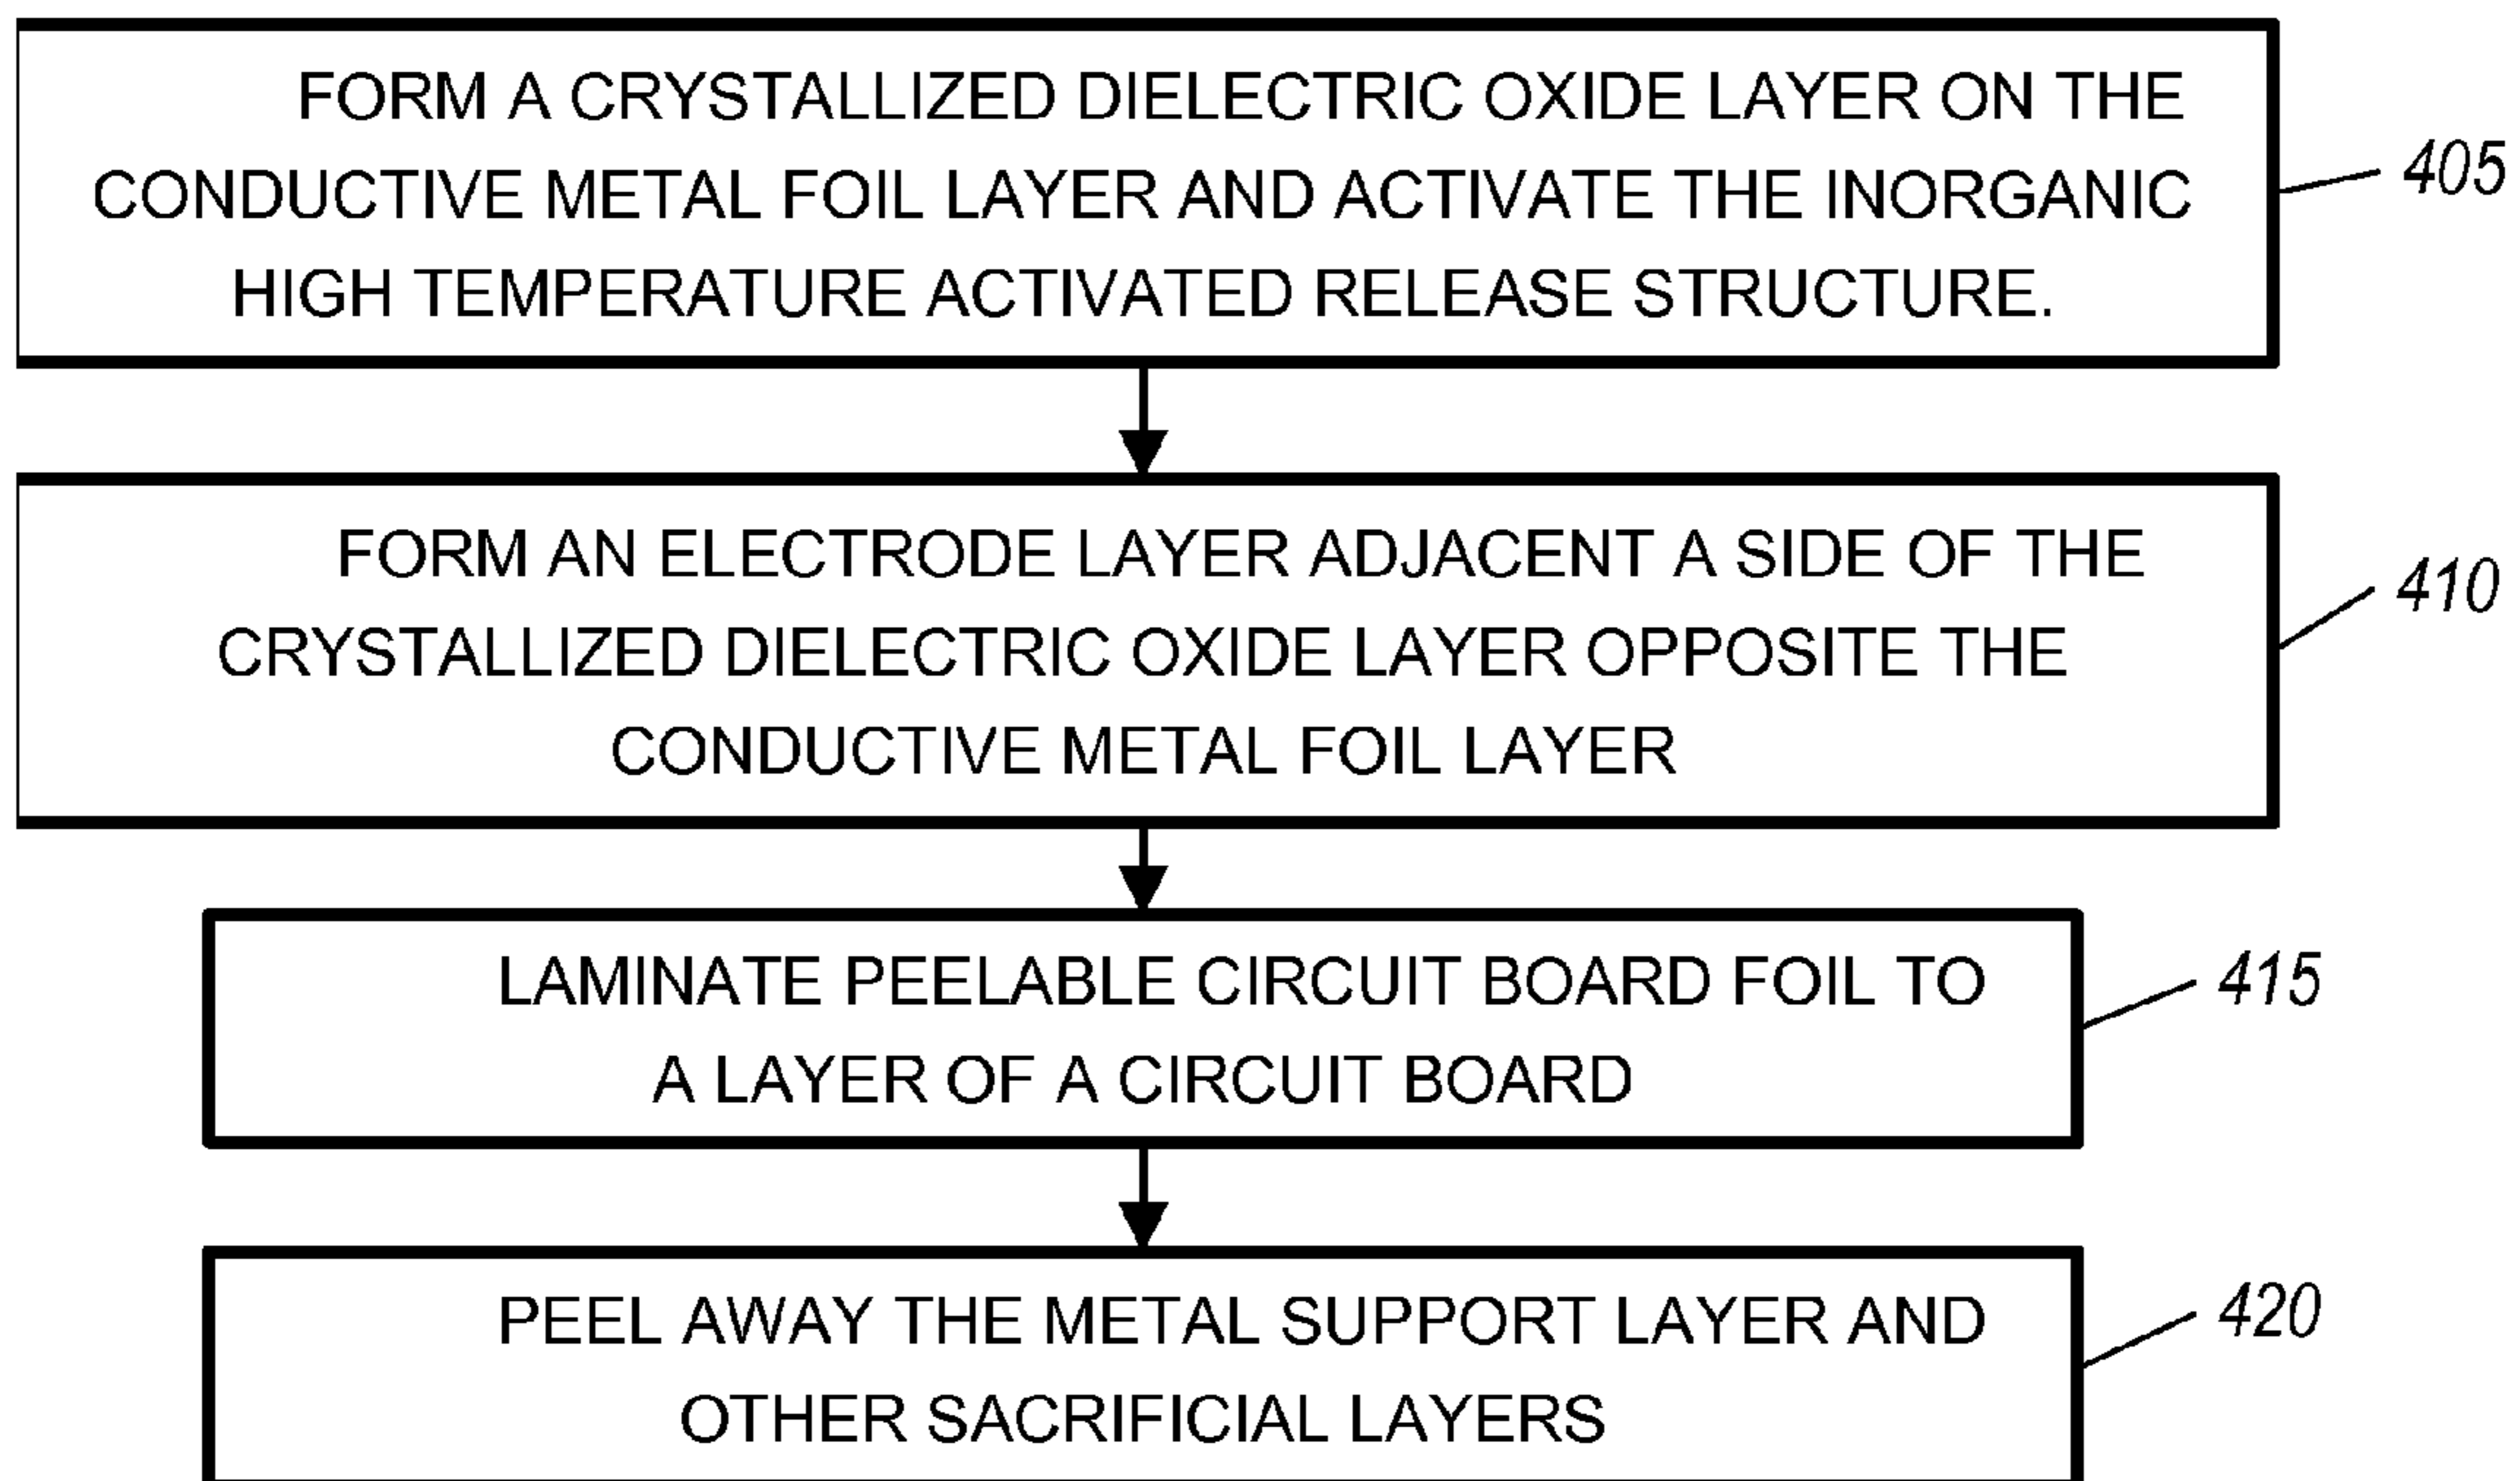 FORM A CRYSTALLIZED DIELECTRIC OXIDE LAYER ON THE
CONDUCTIVE METAL FOIL LAYER AND ACTIVATE THE INORGANIC
HIGH TEMPERATURE ACTIVATED RELEASE STRUCTURE.
405
FORM AN ELECTRODE LAYER ADJACENT A SIDE OF THE
CRYSTALLIZED DIELECTRIC OXIDE LAYER OPPOSITE THE
CONDUCTIVE METAL FOIL LAYER
410
LAMINATE PEELABLE CIRCUIT BOARD FOIL TO
A LAYER OF A CIRCUIT BOARD
415
PEEL AWAY THE METAL SUPPORT LAYER AND
OTHER SACRIFICIAL LAYERS
420